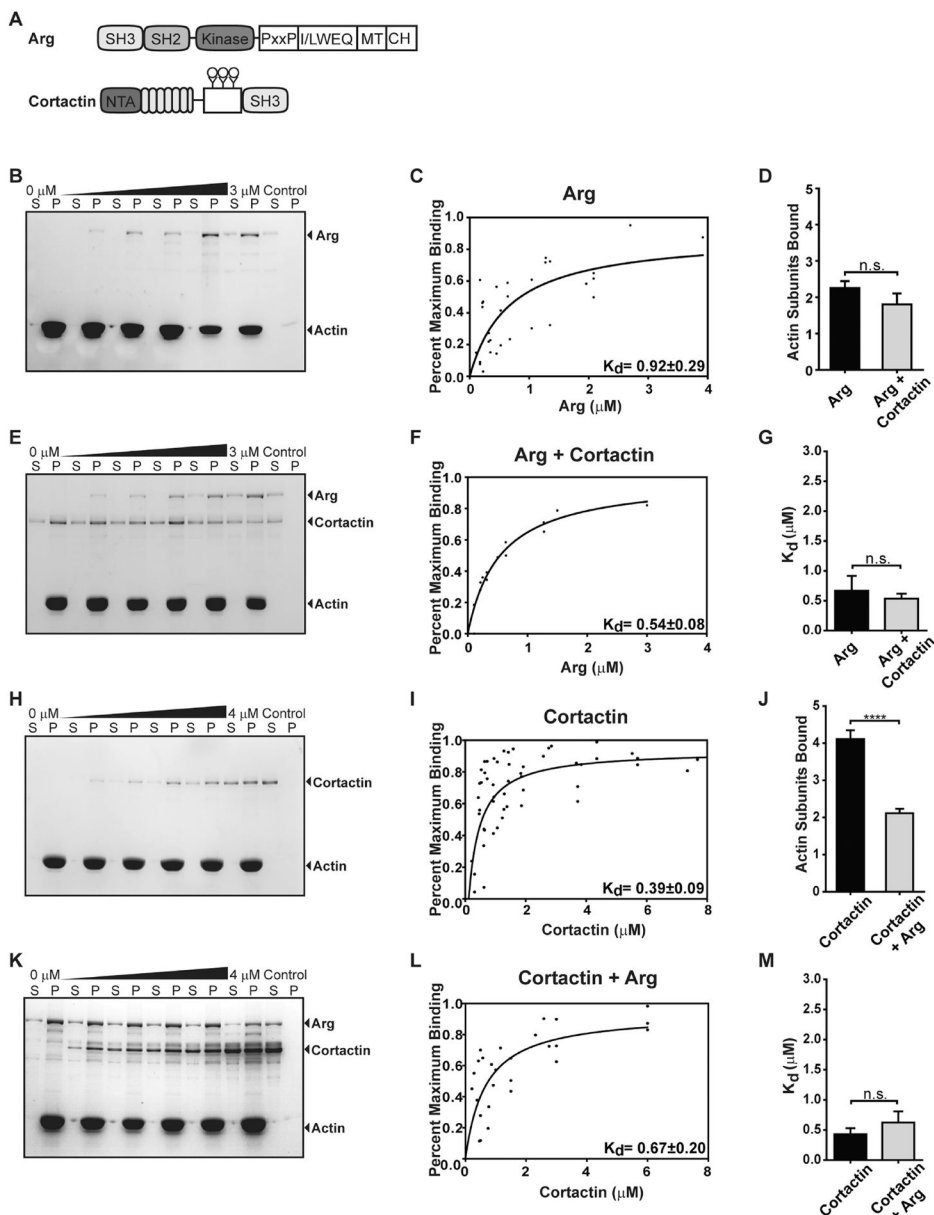 A
Arg
SH3 SH2 Kinase PxxP I/LWEQ MT CH
Cortactin
NTA SH3
B
0 μM 3 μM Control
S P S P S P S P S P S P S P
Arg
Actin
C
Arg
Percent Maximum Binding
1.0
0.8
0.6
0.4
0.2
0.0
0 1 2 3 4
Kd= 0.92±0.29
Arg (μM)
D
Actin Subunits Bound
5
4
3
2
1
0
n.s.
Arg
Arg + Cortactin
E
0 μM 3 μM Control
S P S P S P S P S P S P S P
Arg
Cortactin
Actin
F
Arg + Cortactin
Percent Maximum Binding
1.0
0.8
0.6
0.4
0.2
0.0
0 1 2 3 4
Kd= 0.54±0.08
Arg (μM)
G
Kd (μM)
3.0
2.5
2.0
1.5
1.0
0.5
0.0
n.s.
Arg
Arg + Cortactin
H
0 μM 4 μM Control
S P S P S P S P S P S P S P
Cortactin
Actin
I
Cortactin
Percent Maximum Binding
1.0
0.8
0.6
0.4
0.2
0.0
0 2 4 6 8
Kd= 0.39±0.09
Cortactin (μM)
J
Actin Subunits Bound
5
4
3
2
1
0
****
Cortactin
Cortactin + Arg
K
0 μM 4 μM Control
S P S P S P S P S P S P S P
Arg
Cortactin
Actin
L
Cortactin + Arg
Percent Maximum Binding
1.0
0.8
0.6
0.4
0.2
0.0
0 2 4 6 8
Kd= 0.67±0.20
Cortactin (μM)
M
Kd (μM)
3.0
2.5
2.0
1.5
1.0
0.5
0.0
n.s.
Cortactin
Cortactin + Arg